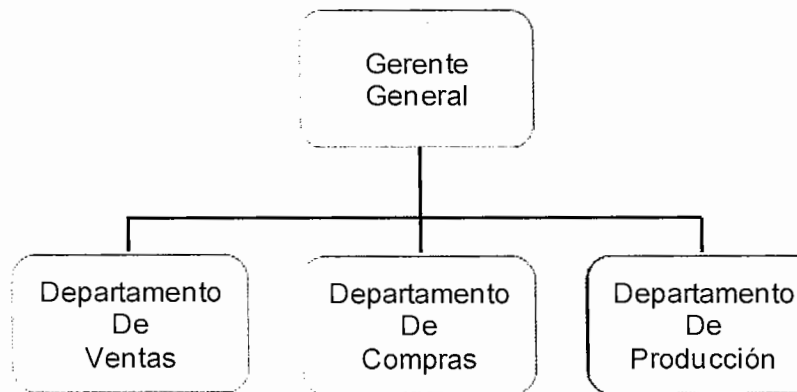 Gerente
General
Departamento
De
Ventas
Departamento
De
Compras
Departamento
De
Producción